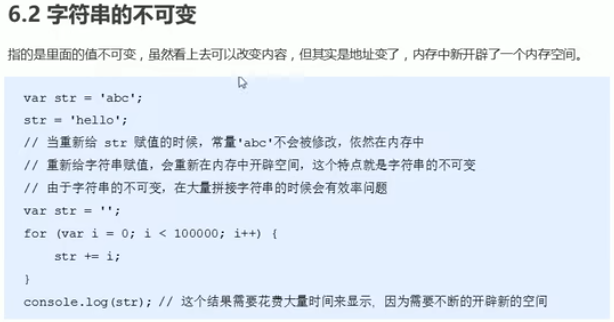 6.2 字符串的不可变
指的是里面的值不可变，虽然看上去可以改变内容，但其实是地址变了，内存中新开辟了一个内存空间。
var str = 'abc';
str = 'hello';
// 当重新给 str 赋值的时候，常量'abc'不会被修改，依然在内存中
// 重新给字符串赋值，会重新在内存中开辟空间，这个特点就是字符串的不可变
// 由于字符串的不可变，在大量拼接字符串的时候会有效率问题
var str = '';
for (var i = 0; i < 100000; i++) {
    str += i;
}
console.log(str); // 这个结果需要花费大量时间来显示，因为需要不断的开辟新的空间